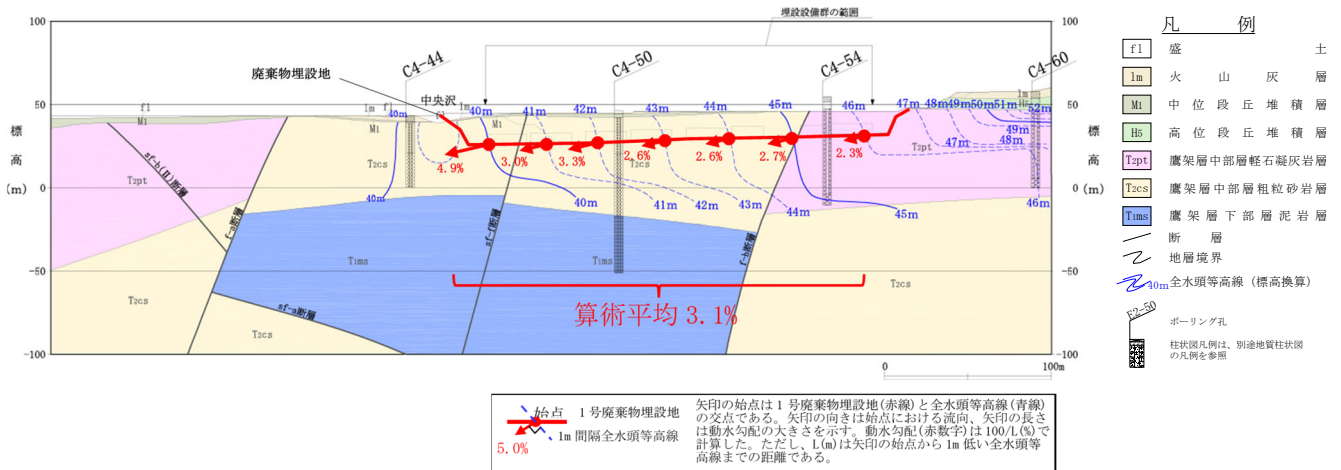 埋設設備群の範囲
100
50
0
-50
-100
標
高
(m)
100
50
0
-50
-100
標
高
(m)
廃棄物埋設地
C4-44
C4-50
C4-54
C4-60
中央沢
fl
M1
lm
fl
lm
M1
M1
lm
H5
40m
40m
40m
41m
42m
43m
44m
45m
46m
47m
48m
49m
50m
51m
52m
49m
48m
47m
4.9%
3.0%
3.3%
2.6%
2.6%
2.7%
2.3%
T2pt
T2cs
T2cs
T2pt
40m
41m
42m
43m
44m
45m
46m
sf-b(II)断層
f-a断層
sf-f断層
f-b断層
sf-a断層
T1ms
T1ms
T2cs
T2cs
T2cs
算術平均 3.1%
0
100m
凡 例
fl 盛土
lm 火山灰層
M1 中位段丘堆積層
H5 高位段丘堆積層
T2pt 鷹架層中部層軽石凝灰岩層
T2cs 鷹架層中部層粗粒砂岩層
T1ms 鷹架層下部層泥岩層
断層
地層境界
40m 全水頭等高線（標高換算）
E2-50
ボーリング孔
柱状図凡例は、別途地質柱状図
の凡例を参照
始点
1号廃棄物埋設地
1m 間隔全水頭等高線
5.0%
矢印の始点は1号廃棄物埋設地(赤線)と全水頭等高線(青線)
の交点である。矢印の向きは始点における流向、矢印の長さ
は動水勾配の大きさを示す。動水勾配(赤数字)は100/L(%)で
計算した。ただし、L(m)は矢印の始点から1m低い全水頭等
高線までの距離である。